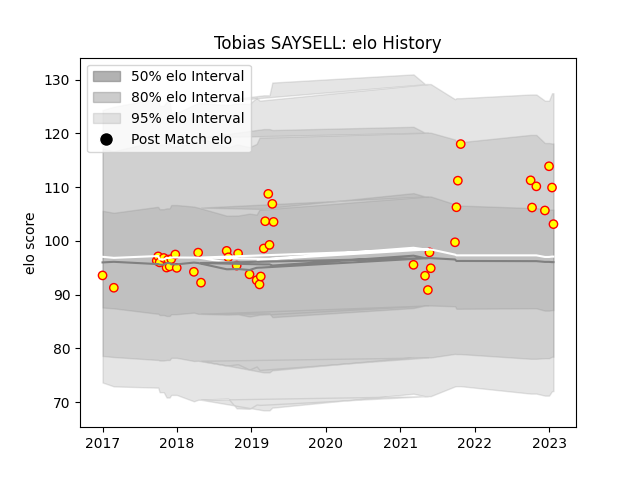 Tobias SAYSELL: elo History
50% elo Interval
80% elo Interval
95% elo Interval
Post Match elo
elo score
130
120
110
100
90
80
70
2017 2018 2019 2020 2021 2022 2023